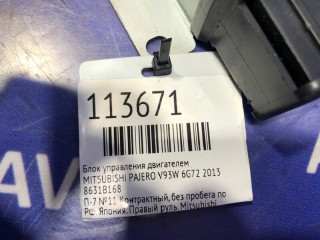 113671
Блок управления двигателем
MITSUBISHI PAJERO V93W 6G72 2013
8631B168
П-7 №11 Контрактный, без пробега по
РФ. Япония. Правый руль. Mitsubishi
AV